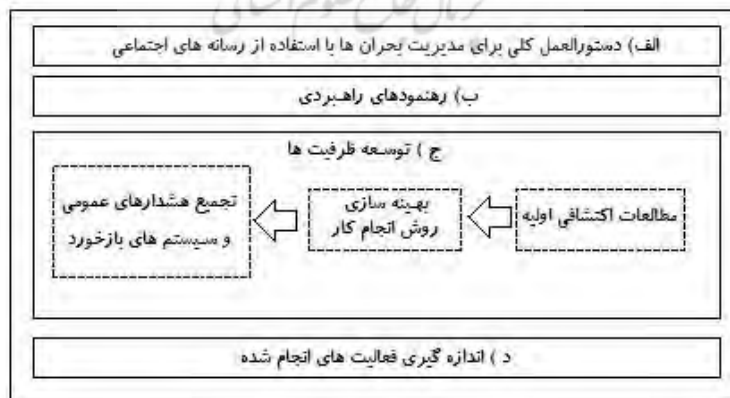 الف) دستورالعمل کلی برای مدیریت بحران ها با استفاده از رسانه های اجتماعی
ب) رهنمودهای راهبردی
ج ) توسعه ظرفیت ها
مطالعات اکتشافی اولیه
بهینه سازی
روش انجام کار
تجمیع هشدارهای عمومی
و سیستم های بازخورد
د ) اندازه گیری فعالیت های انجام شده